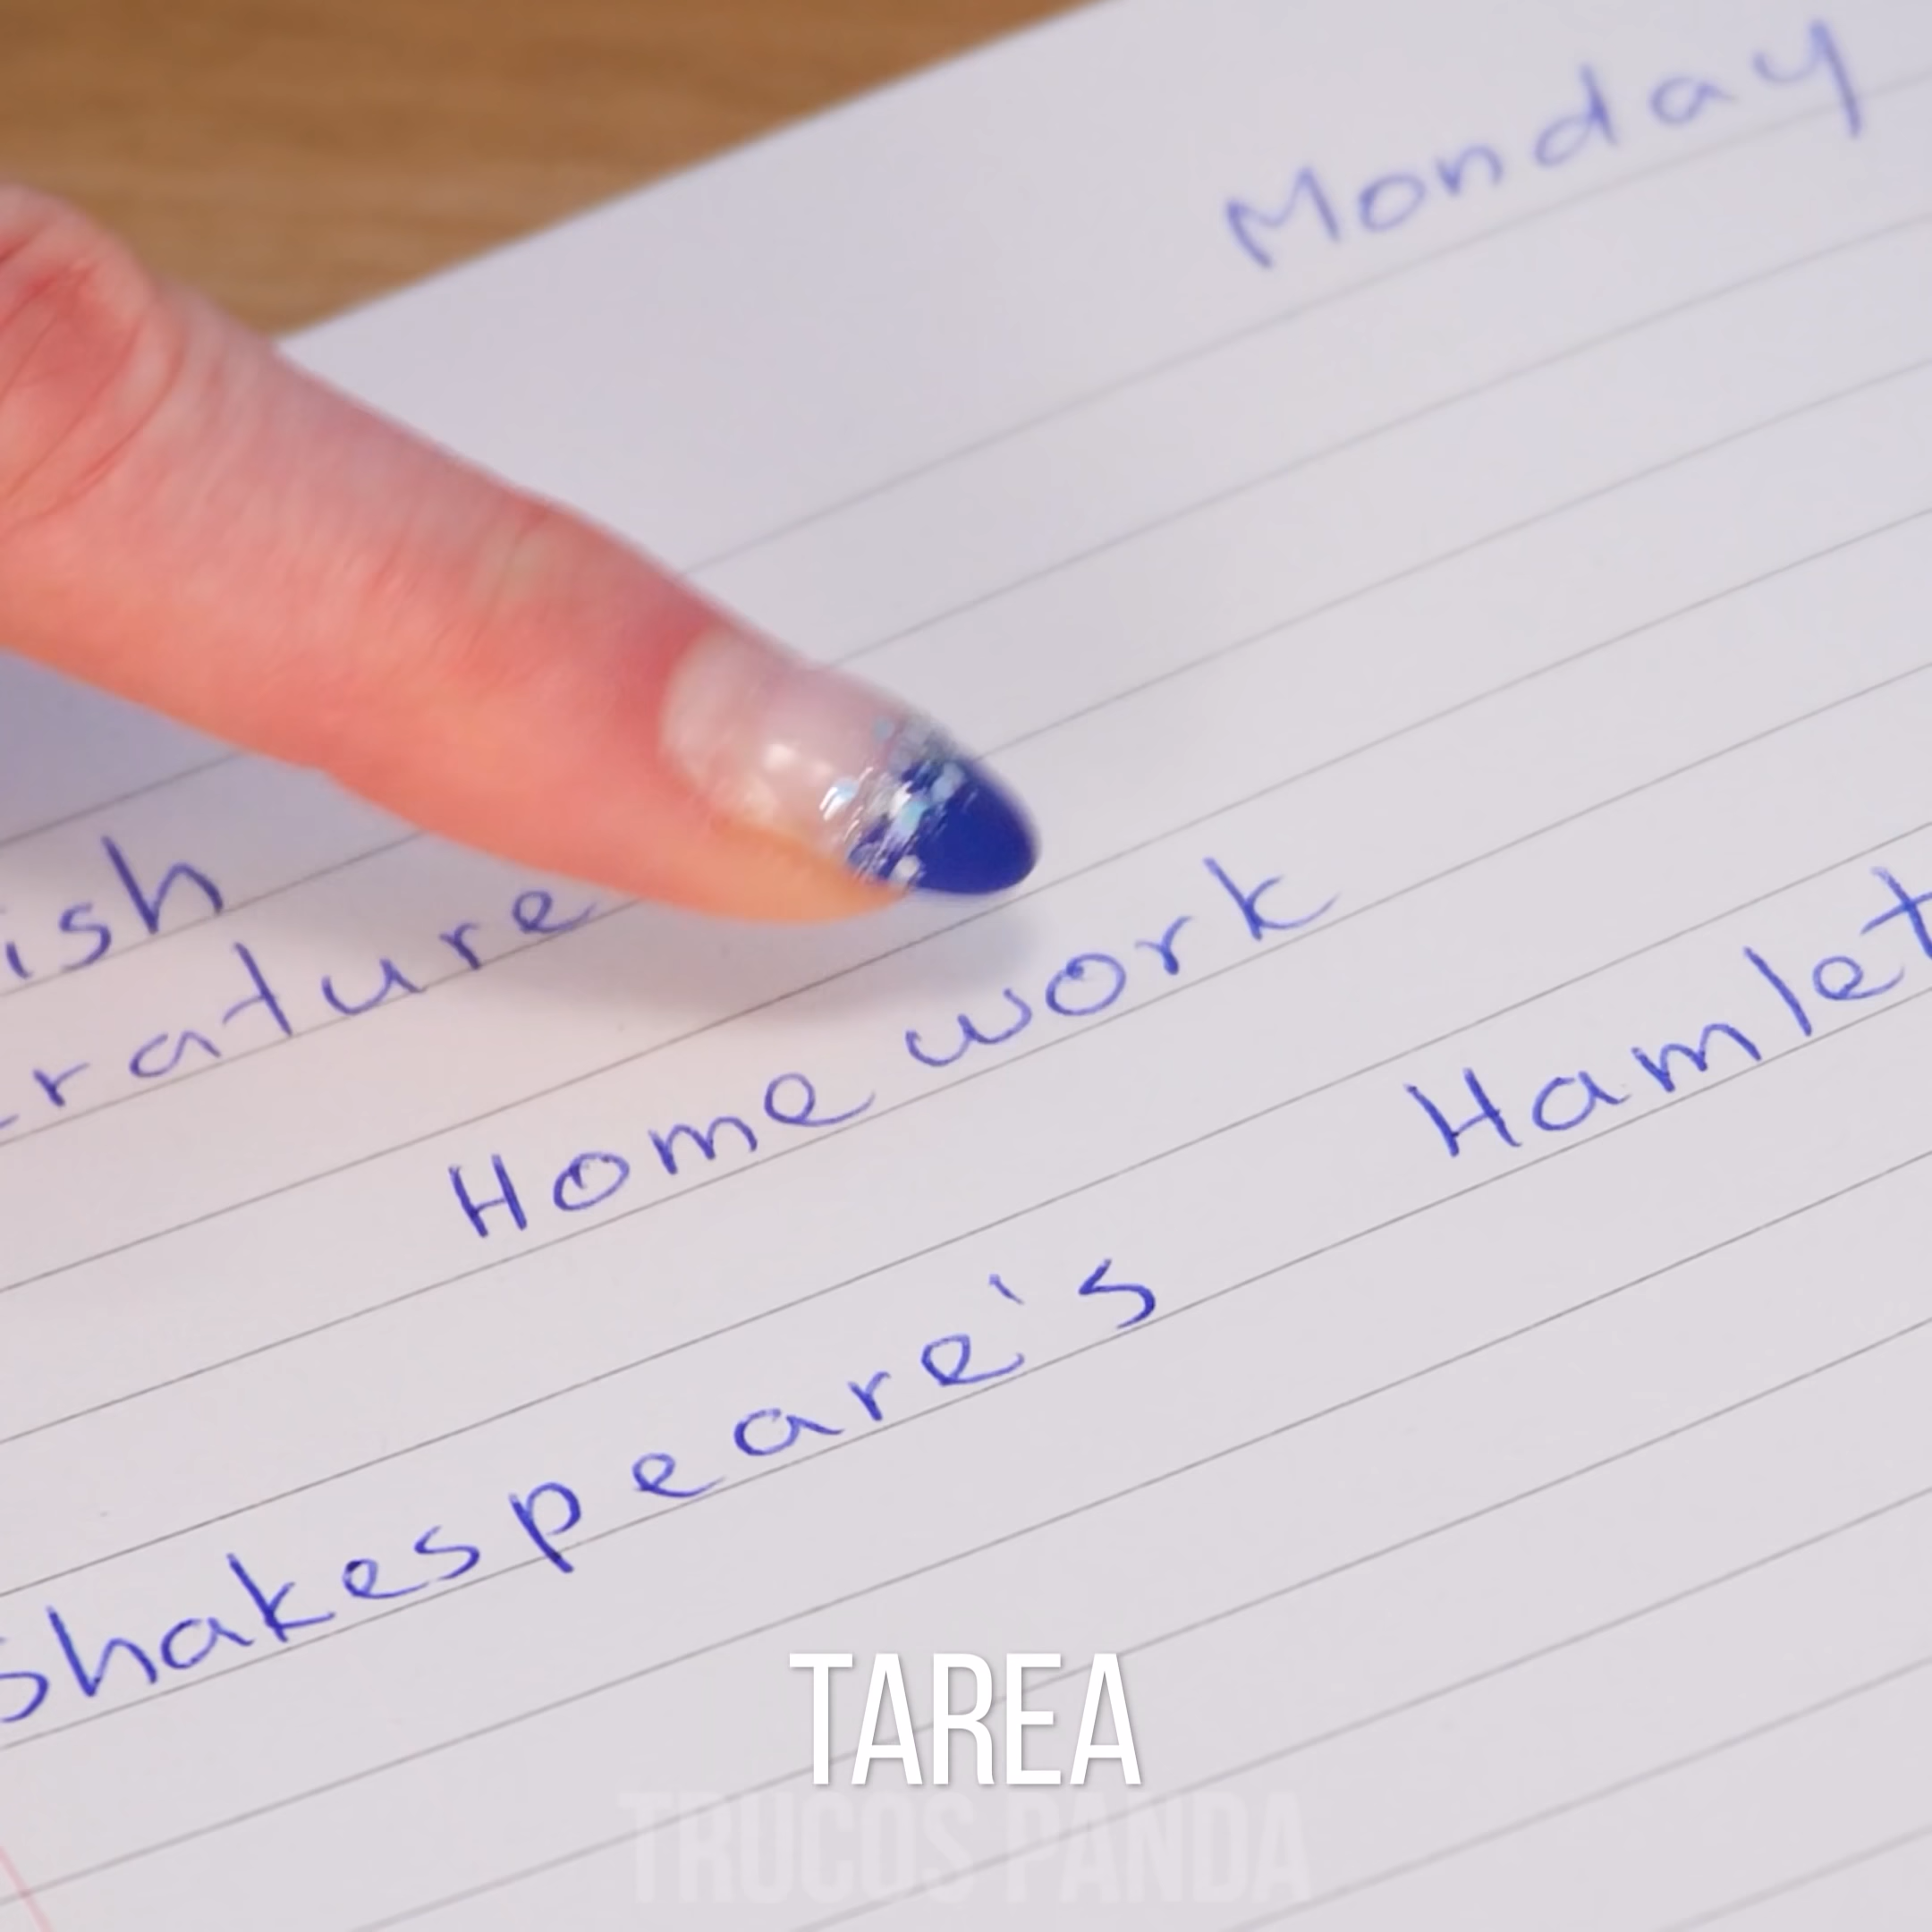 Monday
ish
rature
Home work
Shakespeare's Hamlet
TAREA
TRUCOS PANDA